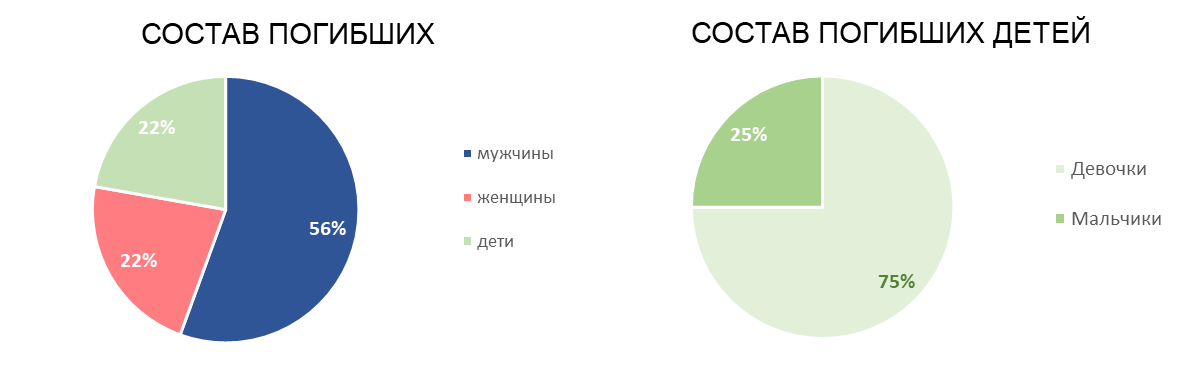 СОСТАВ ПОГИБШИХ
22%
22%
56%
мужчины
женщины
дети
СОСТАВ ПОГИБШИХ ДЕТЕЙ
25%
75%
Девочки
Мальчики